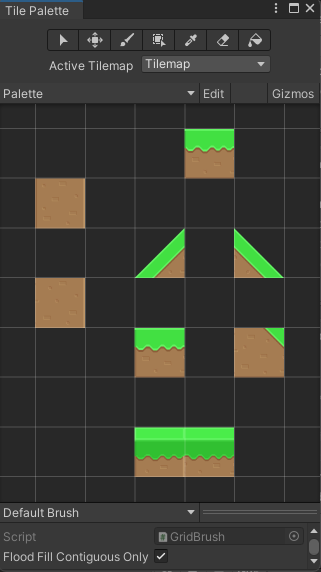 Tile Palette
Active Tilemap Tilemap
Palette Edit Gizmos
Default Brush
Script GridBrush
Flood Fill Contiguous Only